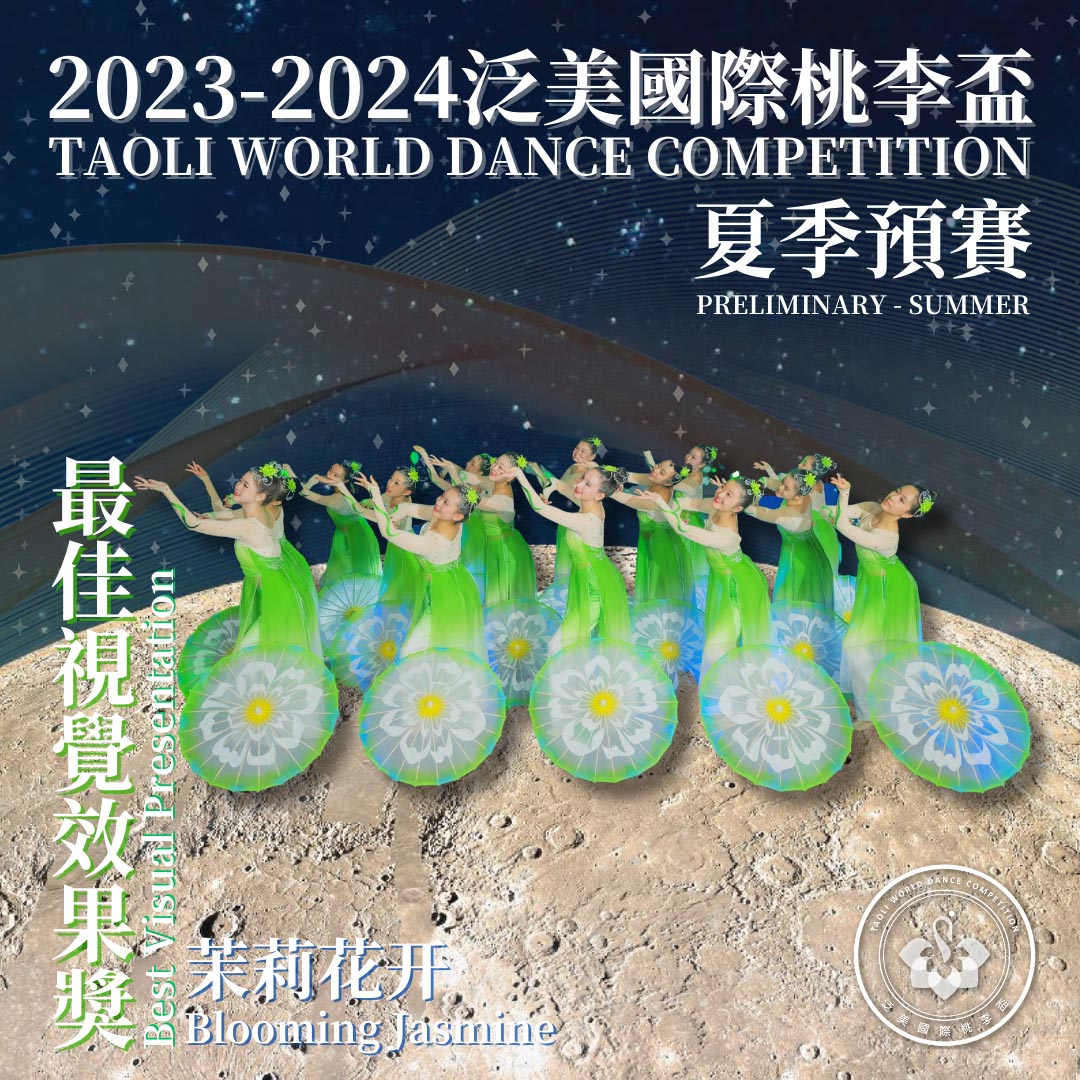 2023-2024泛美國際桃李盃
TAOLI WORLD DANCE COMPETITION
夏季預賽
PRELIMINARY - SUMMER
最佳視覺效果獎
Best Visual Presentation
茉莉花开
Blooming Jasmine
TAOLI WORLD DANCE COMPETITION
泛美國際桃李盃